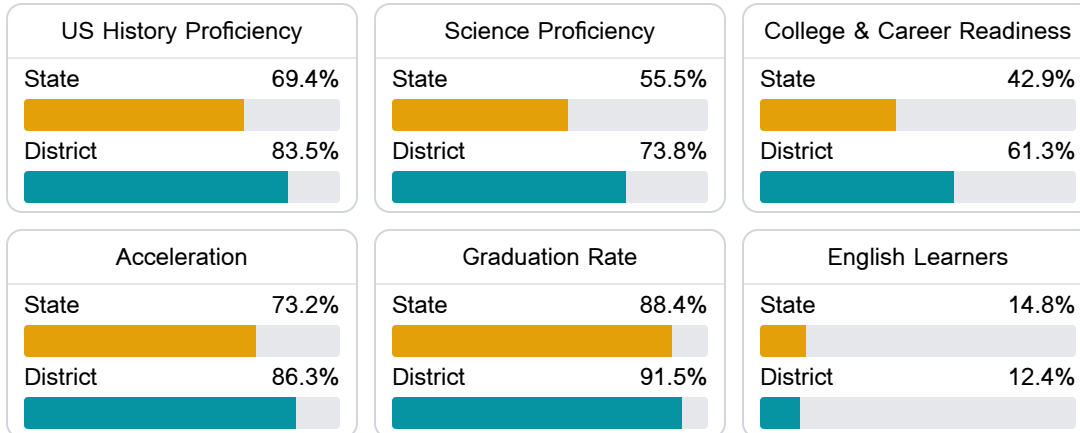 US History Proficiency
State 69.4%
District 83.5%
Science Proficiency
State 55.5%
District 73.8%
College & Career Readiness
State 42.9%
District 61.3%
Acceleration
State 73.2%
District 86.3%
Graduation Rate
State 88.4%
District 91.5%
English Learners
State 14.8%
District 12.4%